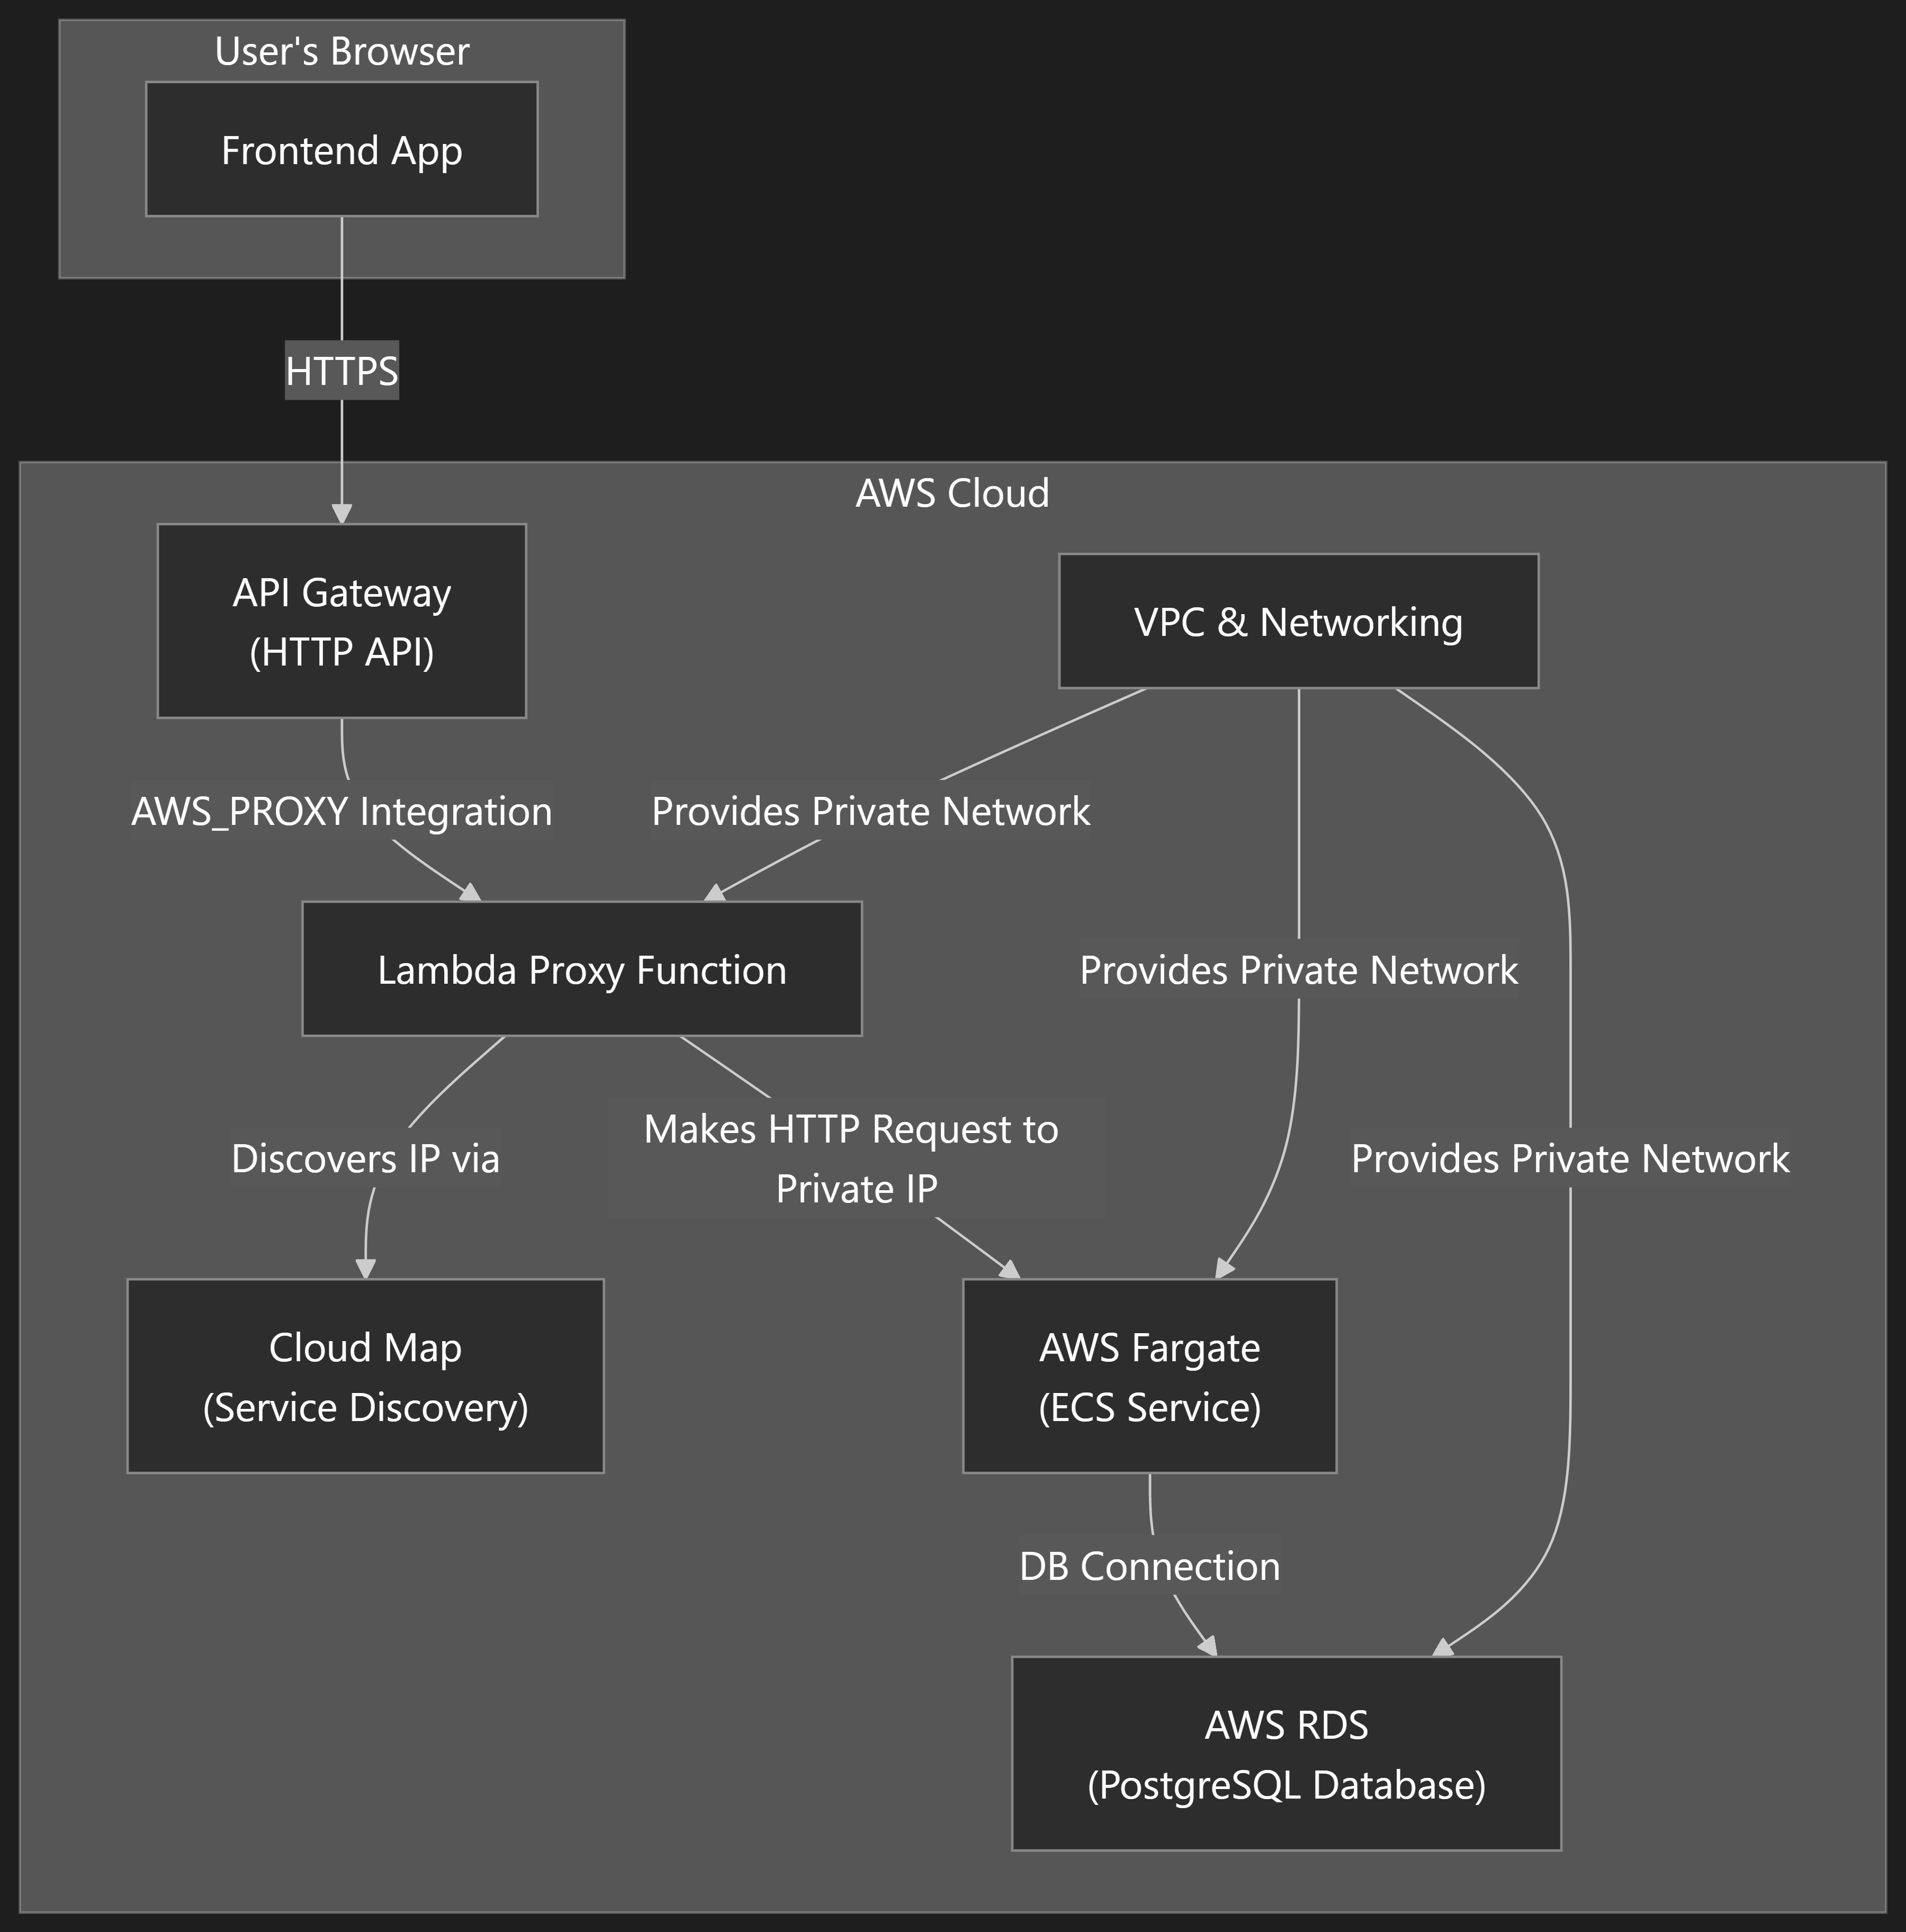 User's Browser
Frontend App
HTTPS
AWS Cloud
API Gateway
(HTTP API)
VPC & Networking
AWS_PROXY Integration
Provides Private Network
Lambda Proxy Function
Provides Private Network
Discovers IP via
Makes HTTP Request to
Private IP
Provides Private Network
Cloud Map
(Service Discovery)
AWS Fargate
(ECS Service)
DB Connection
AWS RDS
(PostgreSQL Database)